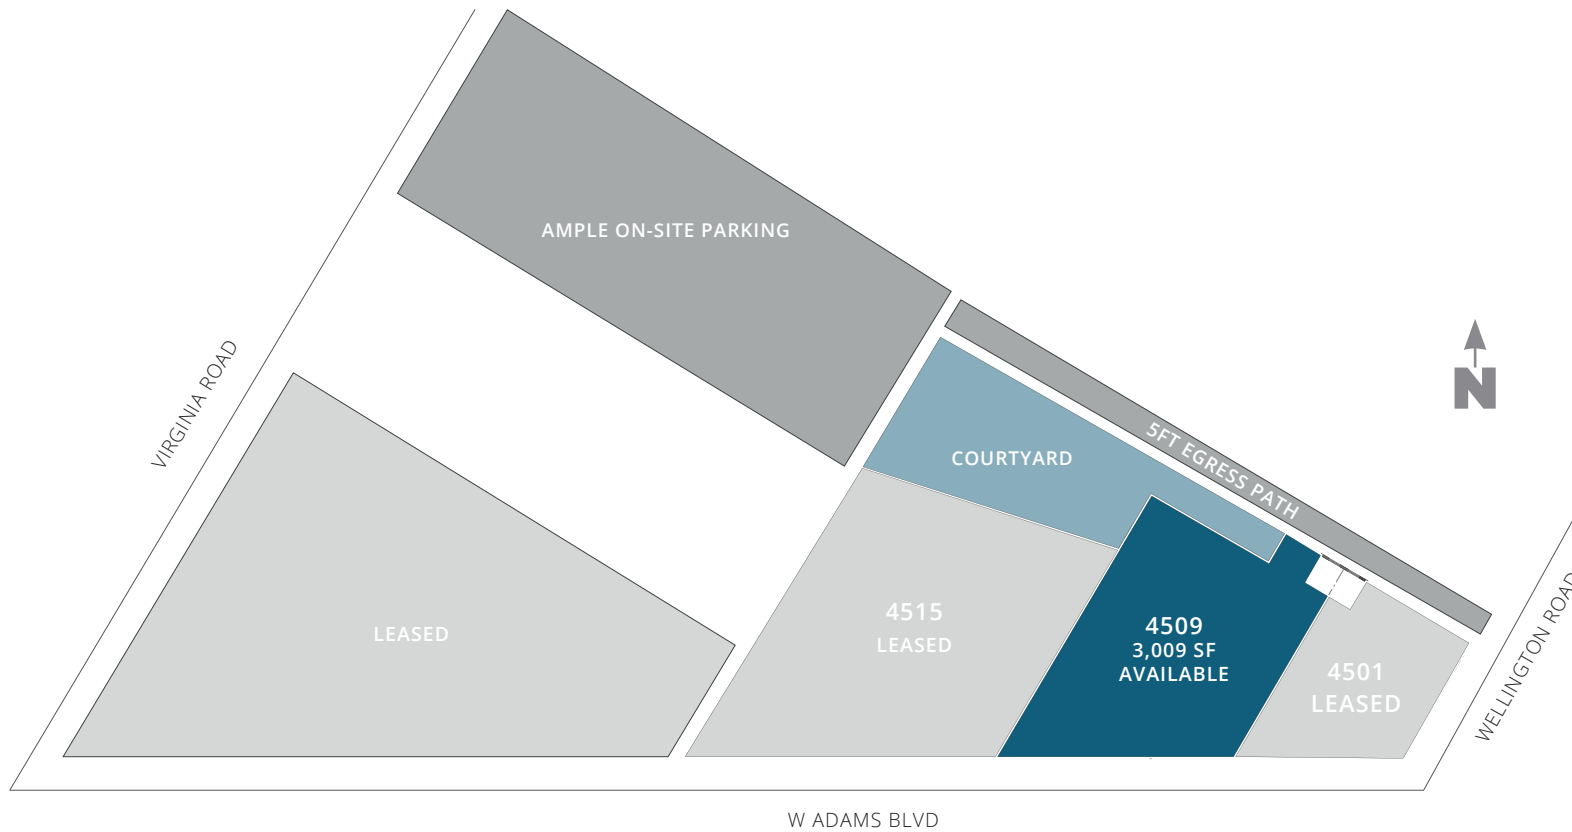 AMPLE ON-SITE PARKING
VIRGINIA ROAD
N
5FT EGRESS PATH
COURTYARD
LEASED
4515
LEASED
4509
3,009 SF
AVAILABLE
4501
LEASED
WELLINGTON ROAD
W ADAMS BLVD